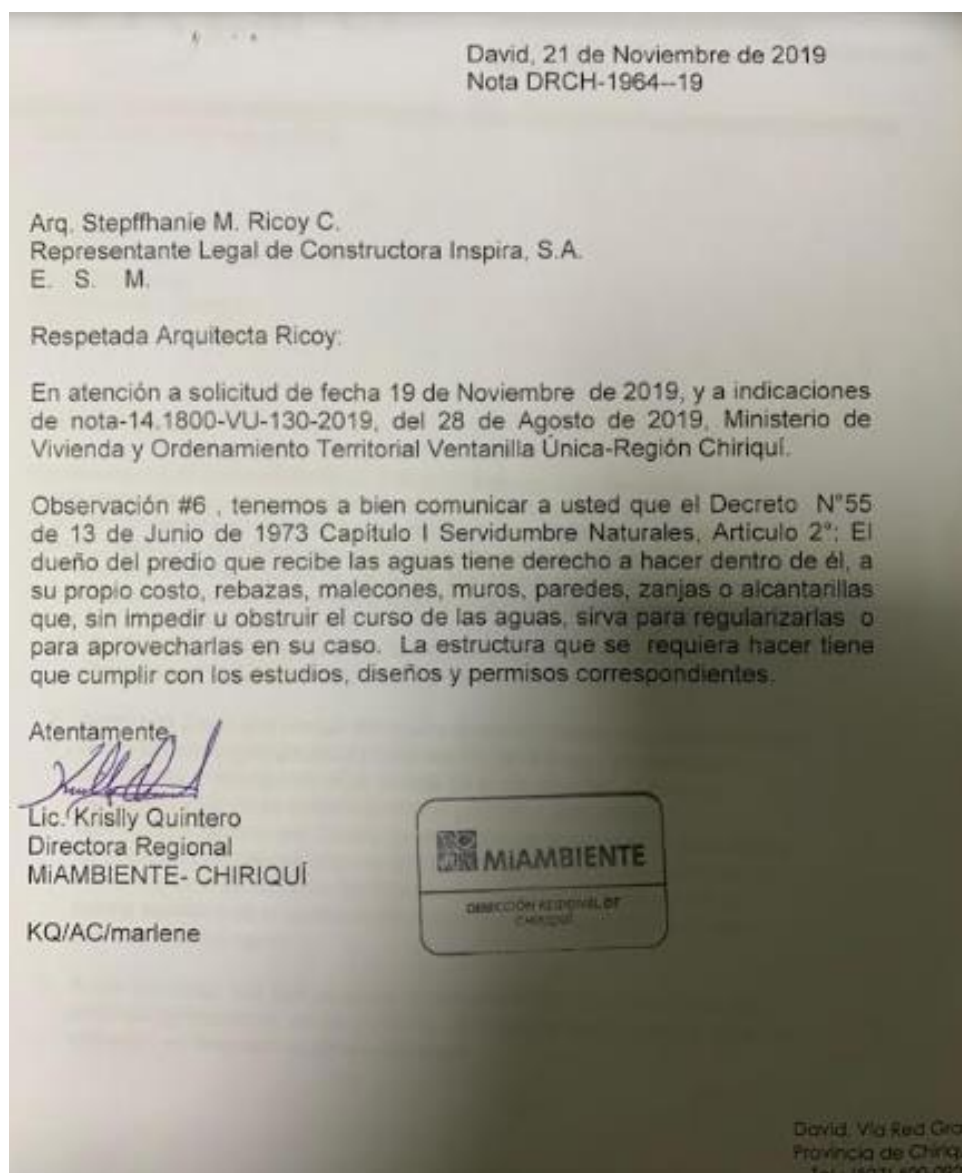 David, 21 de Noviembre de 2019
Nota DRCH-1964--19
Arq. Stepffhanie M. Ricoy C.
Representante Legal de Constructora Inspira, S.A.
E. S. M.
Respetada Arquitecta Ricoy:
En atención a solicitud de fecha 19 de Noviembre de 2019, y a indicaciones
de nota-14.1800-VU-130-2019, del 28 de Agosto de 2019, Ministerio de
Vivienda y Ordenamiento Territorial Ventanilla Única-Región Chiriquí.
Observación #6 , tenemos a bien comunicar a usted que el Decreto N°55
de 13 de Junio de 1973 Capítulo I Servidumbre Naturales, Artículo 2°: El
dueño del predio que recibe las aguas tiene derecho a hacer dentro de él, a
su propio costo, rebazas, malecones, muros, paredes, zanjas o alcantarillas
que, sin impedir u obstruir el curso de las aguas, sirva para regularizarlas o
para aprovecharlas en su caso. La estructura que se requiera hacer tiene
que cumplir con los estudios, diseños y permisos correspondientes.
Atentamente,
Lic. Krislly Quintero
Directora Regional
MiAMBIENTE- CHIRIQUÍ
MIAMBIENTE
DIRECCIÓN REGIONAL DE
CHIRIQUÍ
KQ/AC/marlene
David, Vía Red
Provincia de